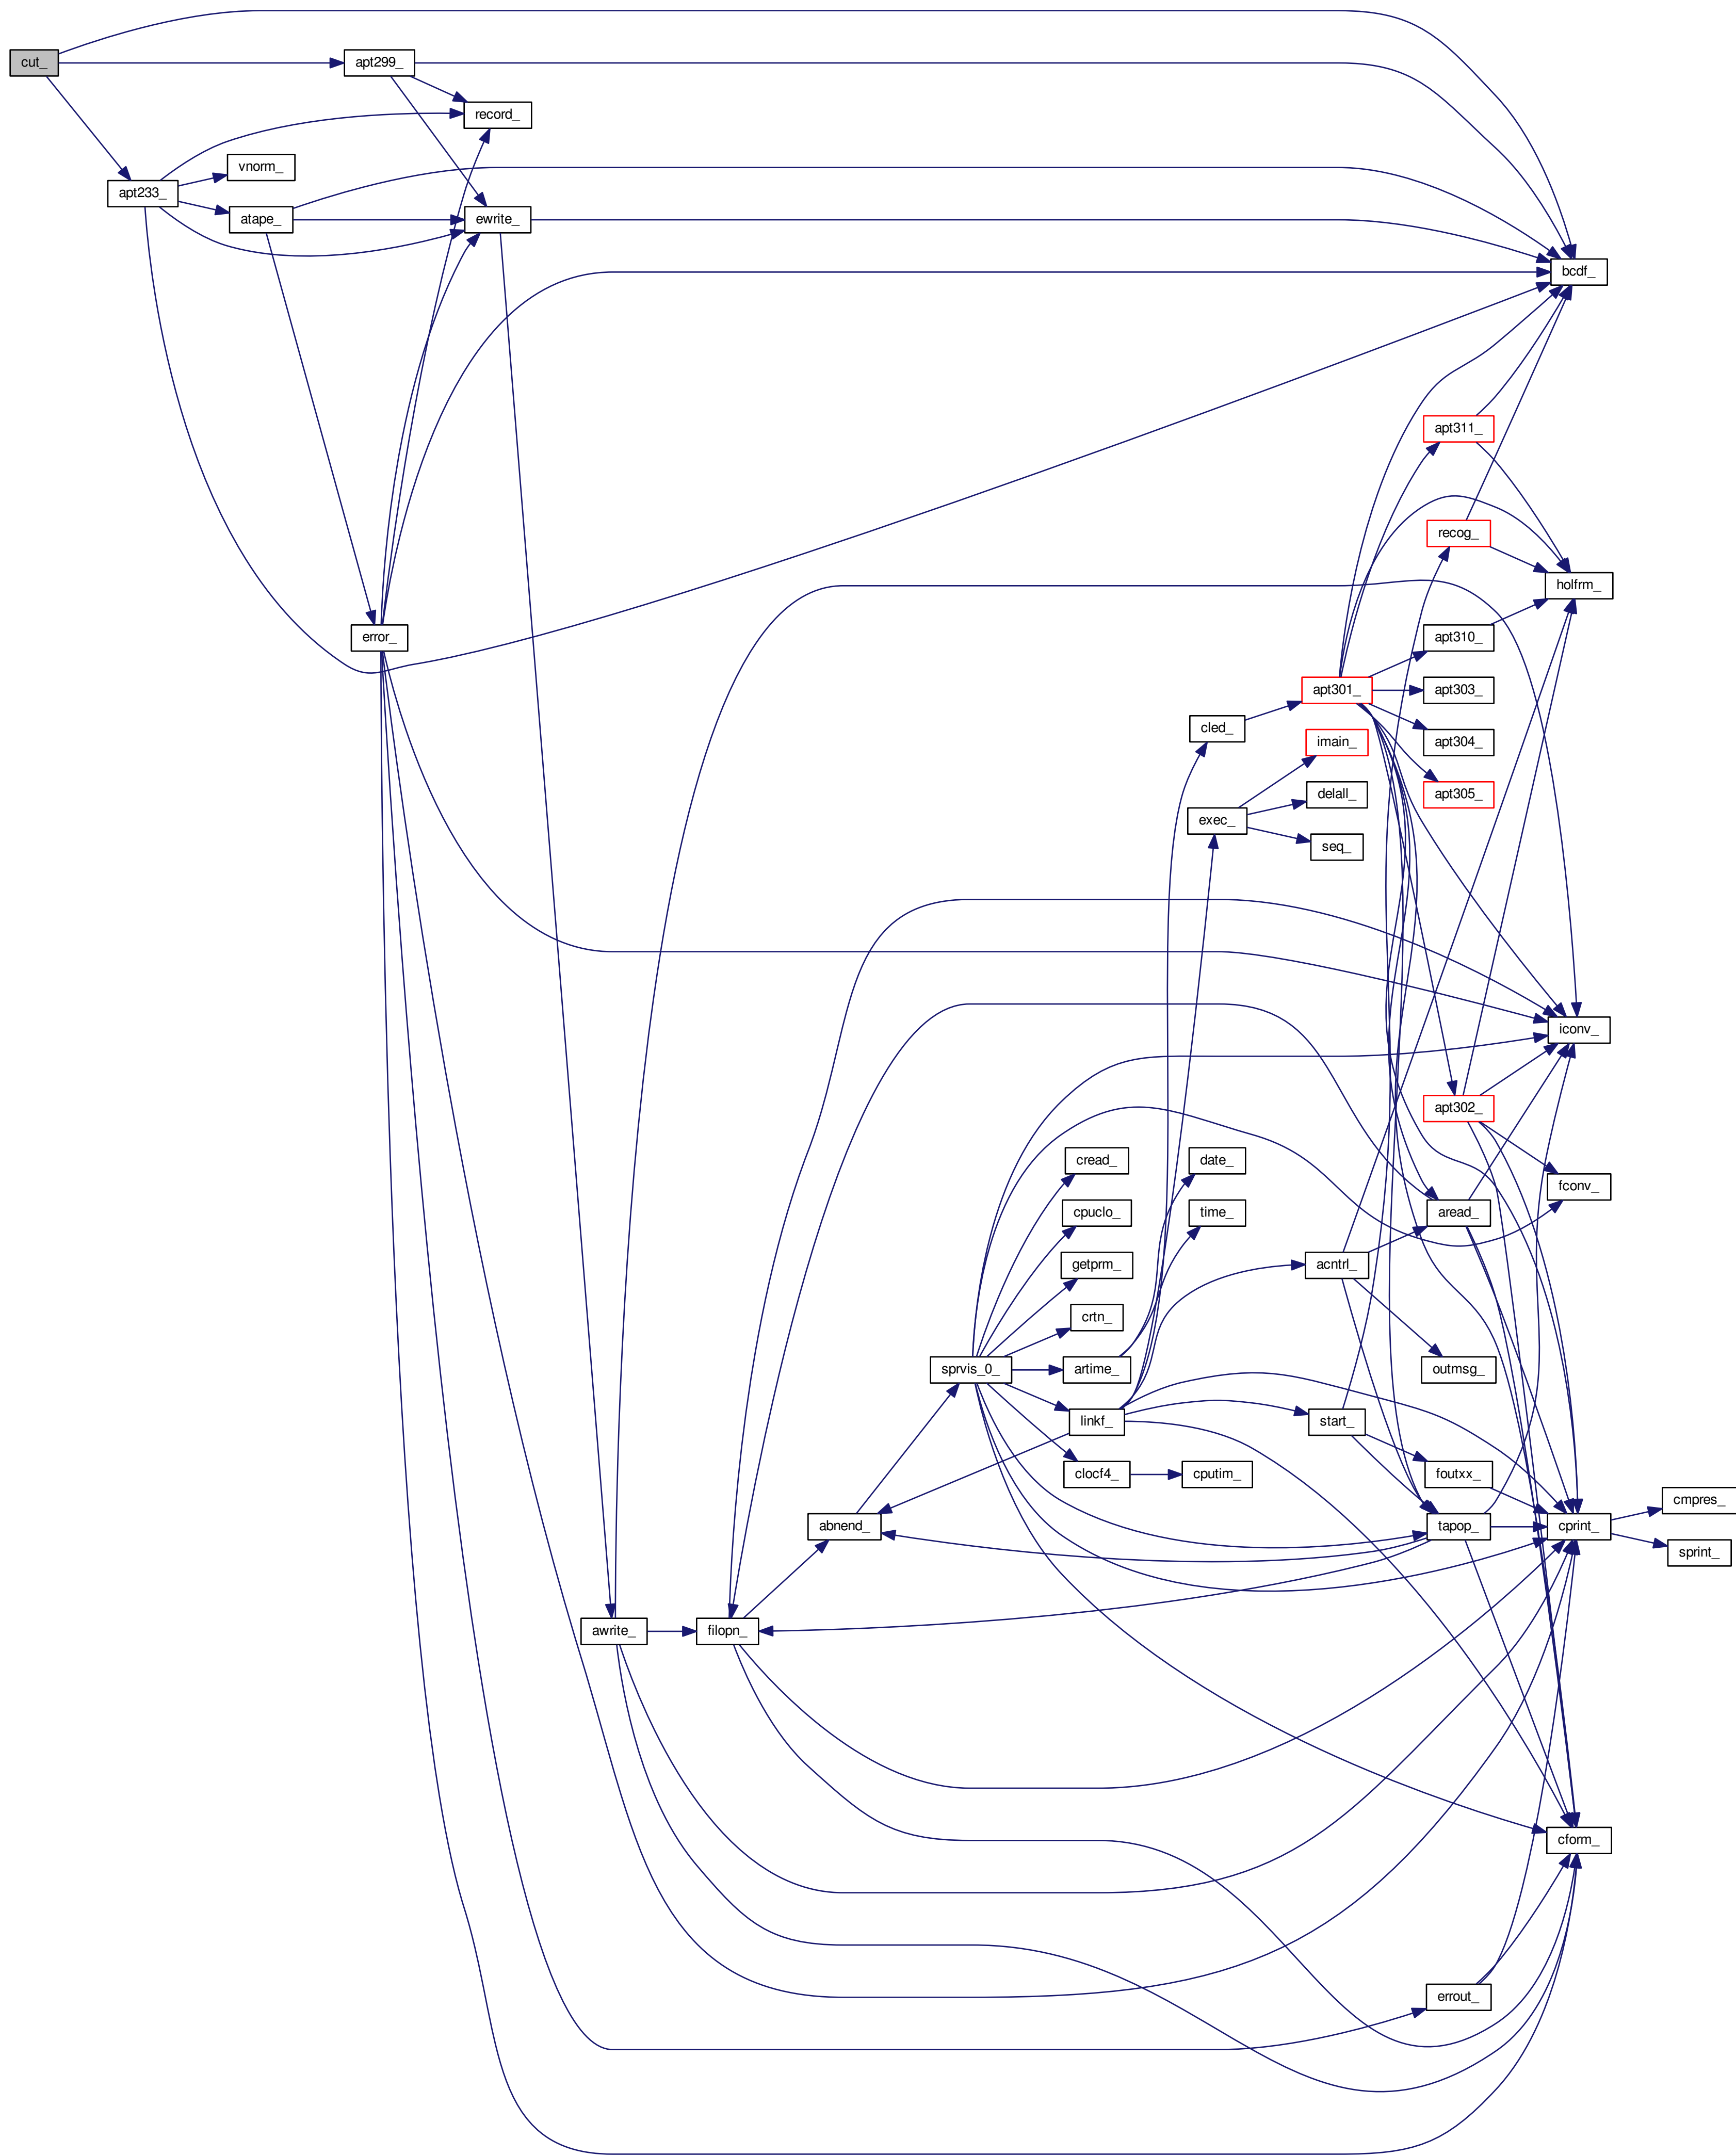 cut_
apt299_
record_
vnorm_
apt233_
atape_
ewrite_
bcdf_
apt311_
recog_
holfrm_
error_
apt310_
apt301_
apt303_
cled_
imain_
apt304_
delall_
apt305_
exec_
seq_
iconv_
apt302_
cread_
date_
fconv_
cpuclo_
time_
aread_
getprm_
acntrl_
crtn_
sprvis_0_
artime_
outmsg_
linkf_
start_
clocf4_
cputim_
foutxx_
cmpres_
abnend_
tapop_
cprint_
sprint_
awrite_
filopn_
cform_
errout_